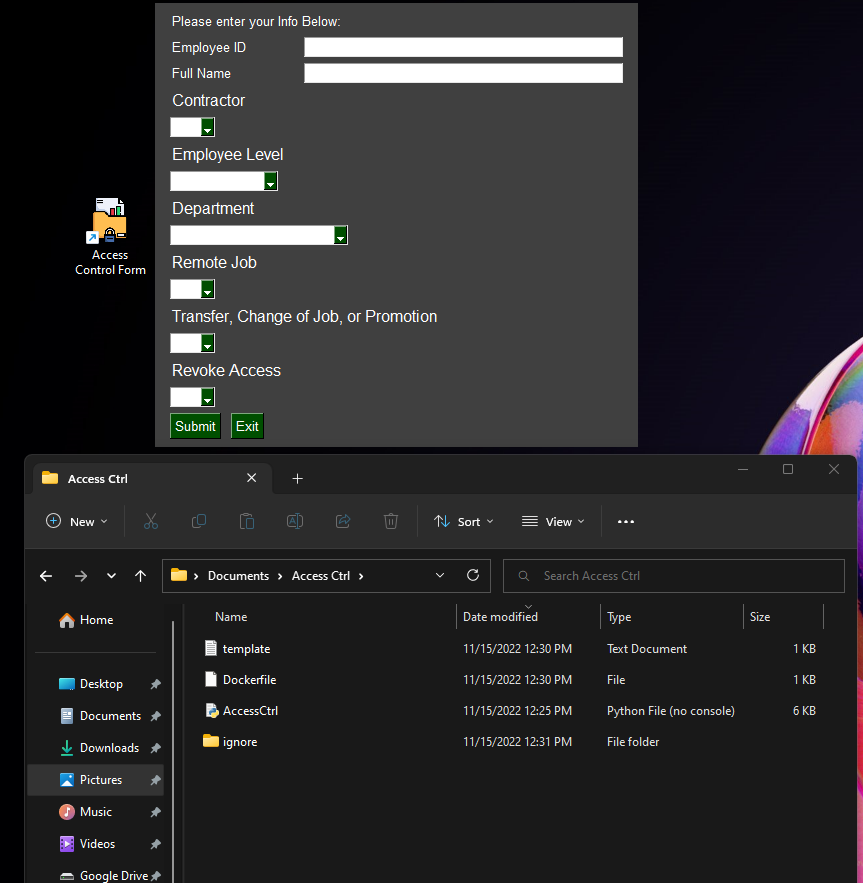 Please enter your Info Below:
Employee ID
Full Name
Contractor
Employee Level
Department
Remote Job
Transfer, Change of Job, or Promotion
Revoke Access
Submit Exit
Access
Control Form
Access Ctrl
New
Sort View
Documents > Access Ctrl >
Search Access Ctrl
Name Date modified Type Size
template 11/15/2022 12:30 PM Text Document 1 KB
Dockerfile 11/15/2022 12:30 PM File 1 KB
AccessCtrl 11/15/2022 12:25 PM Python File (no console) 6 KB
ignore 11/15/2022 12:31 PM File folder
Home
Desktop
Documents
Downloads
Pictures
Music
Videos
Google Drive